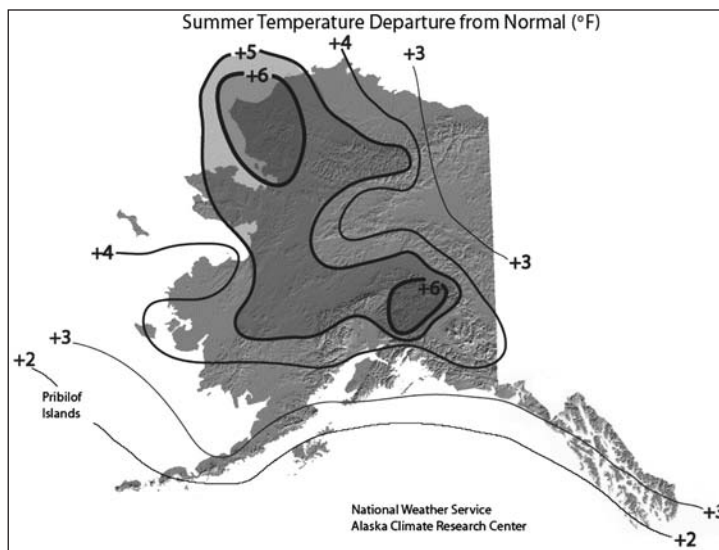 Summer Temperature Departure from Normal (°F)
+5
+4
+3
+6
+4
+3
+6
+3
+2
Pribilof
Islands
National Weather Service
Alaska Climate Research Center
+3
+2